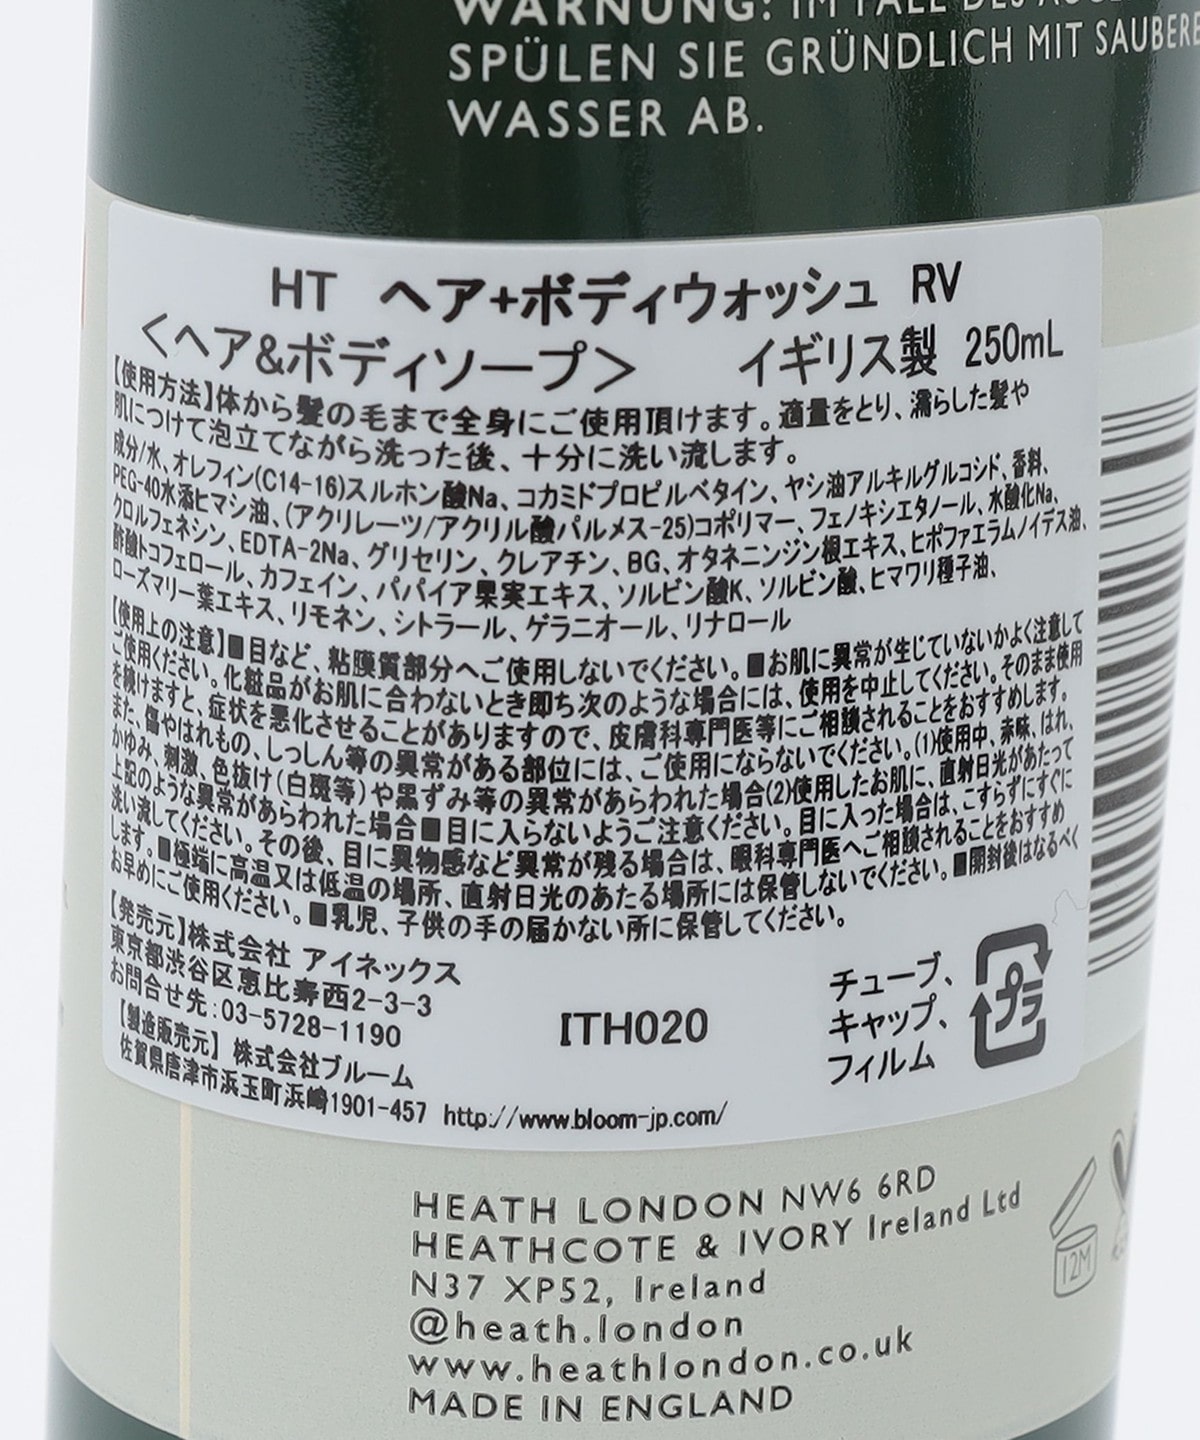 WARNUNG: IM FALL DES
SPÜLEN SIE GRÜNDLICH MIT SAUBERE
WASSER AB.
HT ヘア+ボディウォッシュ RV
<ヘア&ボディソープ> イギリス製 250mL
【使用方法】体から髪の毛まで全身にご使用頂けます。適量をとり、濡らした髪や
肌につけて泡立てながら洗った後、十分に洗い流します。
成分/水、オレフィン(C14-16)スルホン酸Na、コカミドプロピルベタイン、ヤシ油アルキルグルコシド、香料、
PEG-40水添ヒマシ油、(アクリレーツ/アクリル酸パルメス-25)コポリマー、フェノキシエタノール、水酸化Na、
クロルフェネシン、EDTA-2Na、グリセリン、クレアチン、BG、オタネニンジン根エキス、ヒポファエラムノイデス油、
酢酸トコフェロール、カフェイン、パパイア果実エキス、ソルビン酸K、ソルビン酸、ヒマワリ種子油、
ローズマリー葉エキス、リモネン、シトラール、ゲラニオール、リナロール
【使用上の注意】■目など、粘膜質部分へご使用しないでください。■お肌に異常が生じていないかよく注意して
ご使用ください。化粧品がお肌に合わないとき即ち次のような場合には、使用を中止してください。そのまま使用
を続けますと、症状を悪化させることがありますので、皮膚科専門医等にご相談されることをおすすめします。
また、傷やはれもの、しっしん等の異常がある部位には、ご使用にならないでください。(1)使用中、赤味、はれ、
かゆみ、刺激、色抜け(白斑等)や黒ずみ等の異常があらわれた場合(2)使用したお肌に、直射日光があたって
上記のような異常があらわれた場合■目に入らないようご注意ください。目に入った場合は、こすらずにすぐに
洗い流してください。その後、目に異物感など異常が残る場合は、眼科専門医へご相談されることをおすすめ
します。■極端に高温又は低温の場所、直射日光のあたる場所には保管しないでください。■開封後はなるべく
お早めにご使用ください。■乳児、子供の手の届かない所に保管してください。
【発売元】株式会社 アイネックス
東京都渋谷区恵比寿西2-3-3
お問合せ先:03-5728-1190
ITH020
チューブ、
キャップ、
フィルム
プラ
【製造販売元】 株式会社ブルーム
佐賀県唐津市浜玉町浜崎1901-457 http://www.bloom-jp.com/
HEATH LONDON NW6 6RD
HEATHCOTE & IVORY Ireland Ltd
N37 XP52, Ireland
@heath.london
www.heathlondon.co.uk
MADE IN ENGLAND
12M